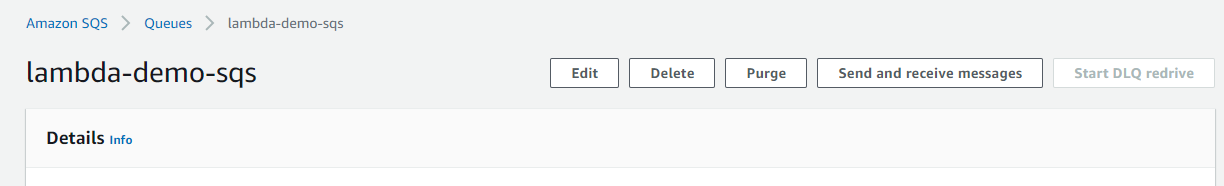 Amazon SQS > Queues > lambda-demo-sqs
lambda-demo-sqs Edit Delete Purge Send and receive messages Start DLQ redrive
Details Info